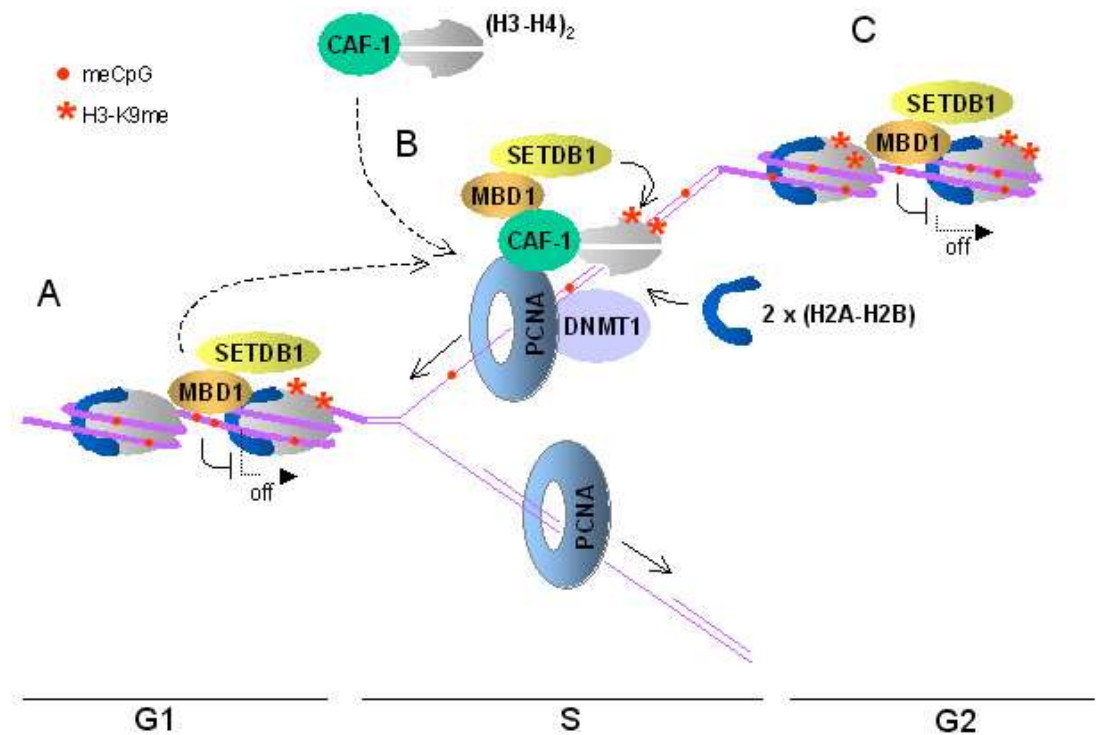 CAF-1
(H3-H4)2
C
meCpG
H3-K9me
SETDB1
B
MBD1
SETDB1
MBD1
off
CAF-1
A
PCNA
DNMT1
2 x (H2A-H2B)
SETDB1
MBD1
off
PCNA
G1
S
G2